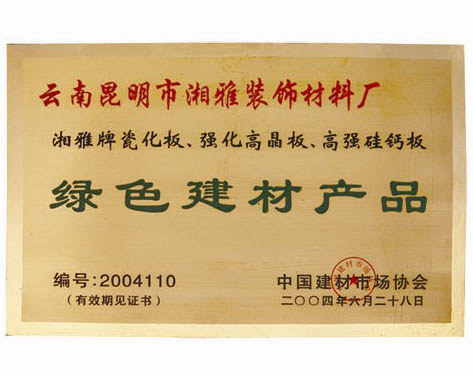 云南昆明市湘雅装饰材料厂
湘雅牌瓷化板、强化高晶板、高强硅钙板
绿色建材产品
编号:2004110
(有效期见证书)
中国建材市场协会
二〇〇四年六月二十八日